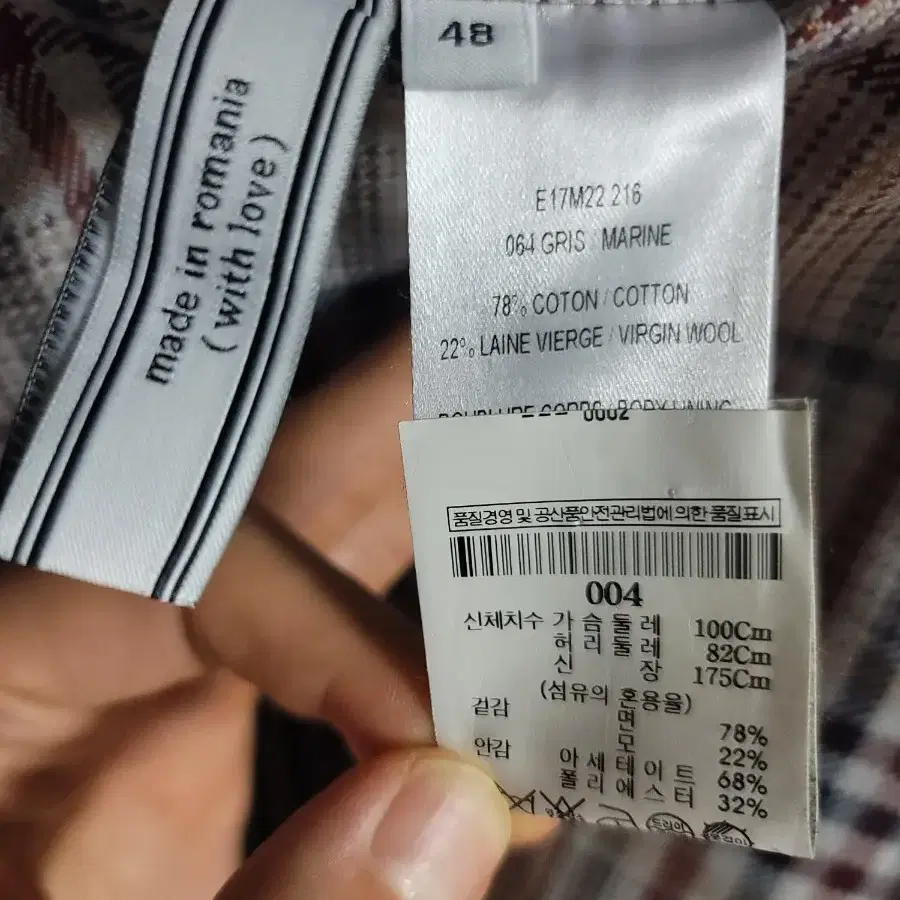 made in romania
( with love )
48
E17M22 216
064 GRIS / MARINE
78% COTON / COTTON
22% LAINE VIERGE / VIRGIN WOOL
품질경영 및 공산품안전관리법에 의한 품질표시
004
신체치수 가슴둘레 100Cm
허리둘레 82Cm
신장 175Cm
(섬유의 혼용율)
겉감 면 78%
모 22%
안감 아세테이트 68%
폴리에스터 32%